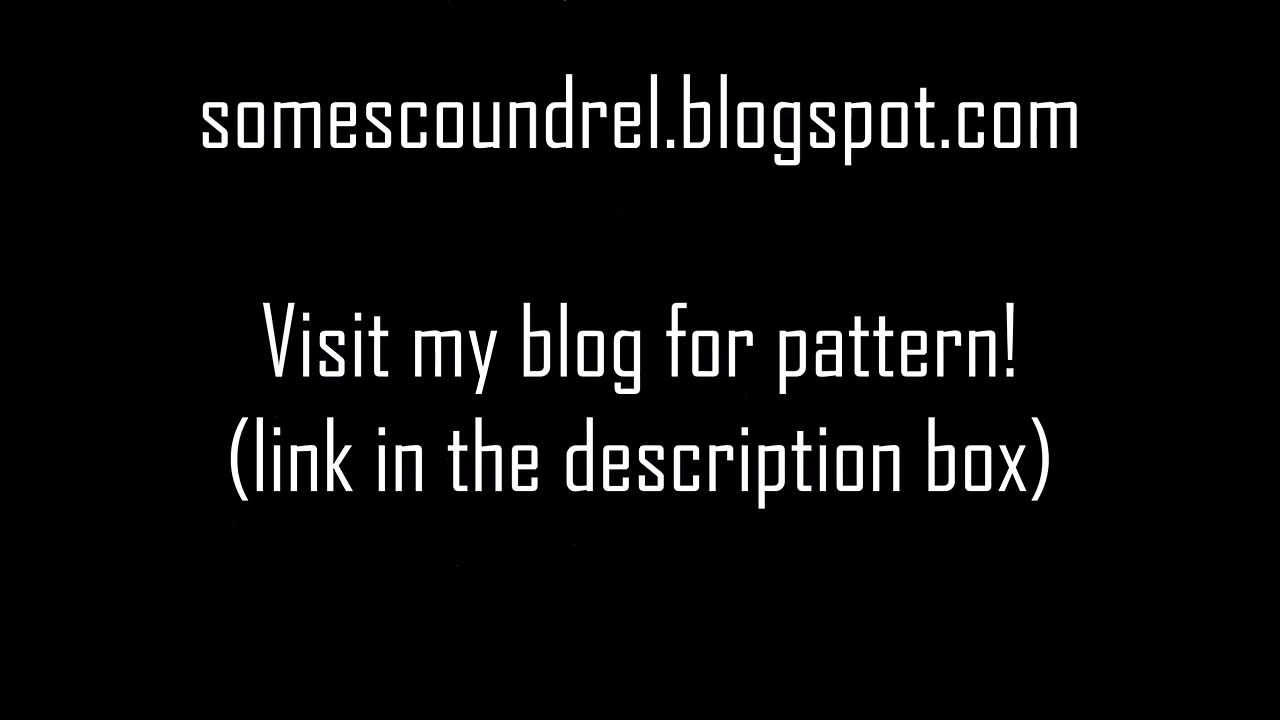 somescoundrel.blogspot.com
Visit my blog for pattern!
(link in the description box)